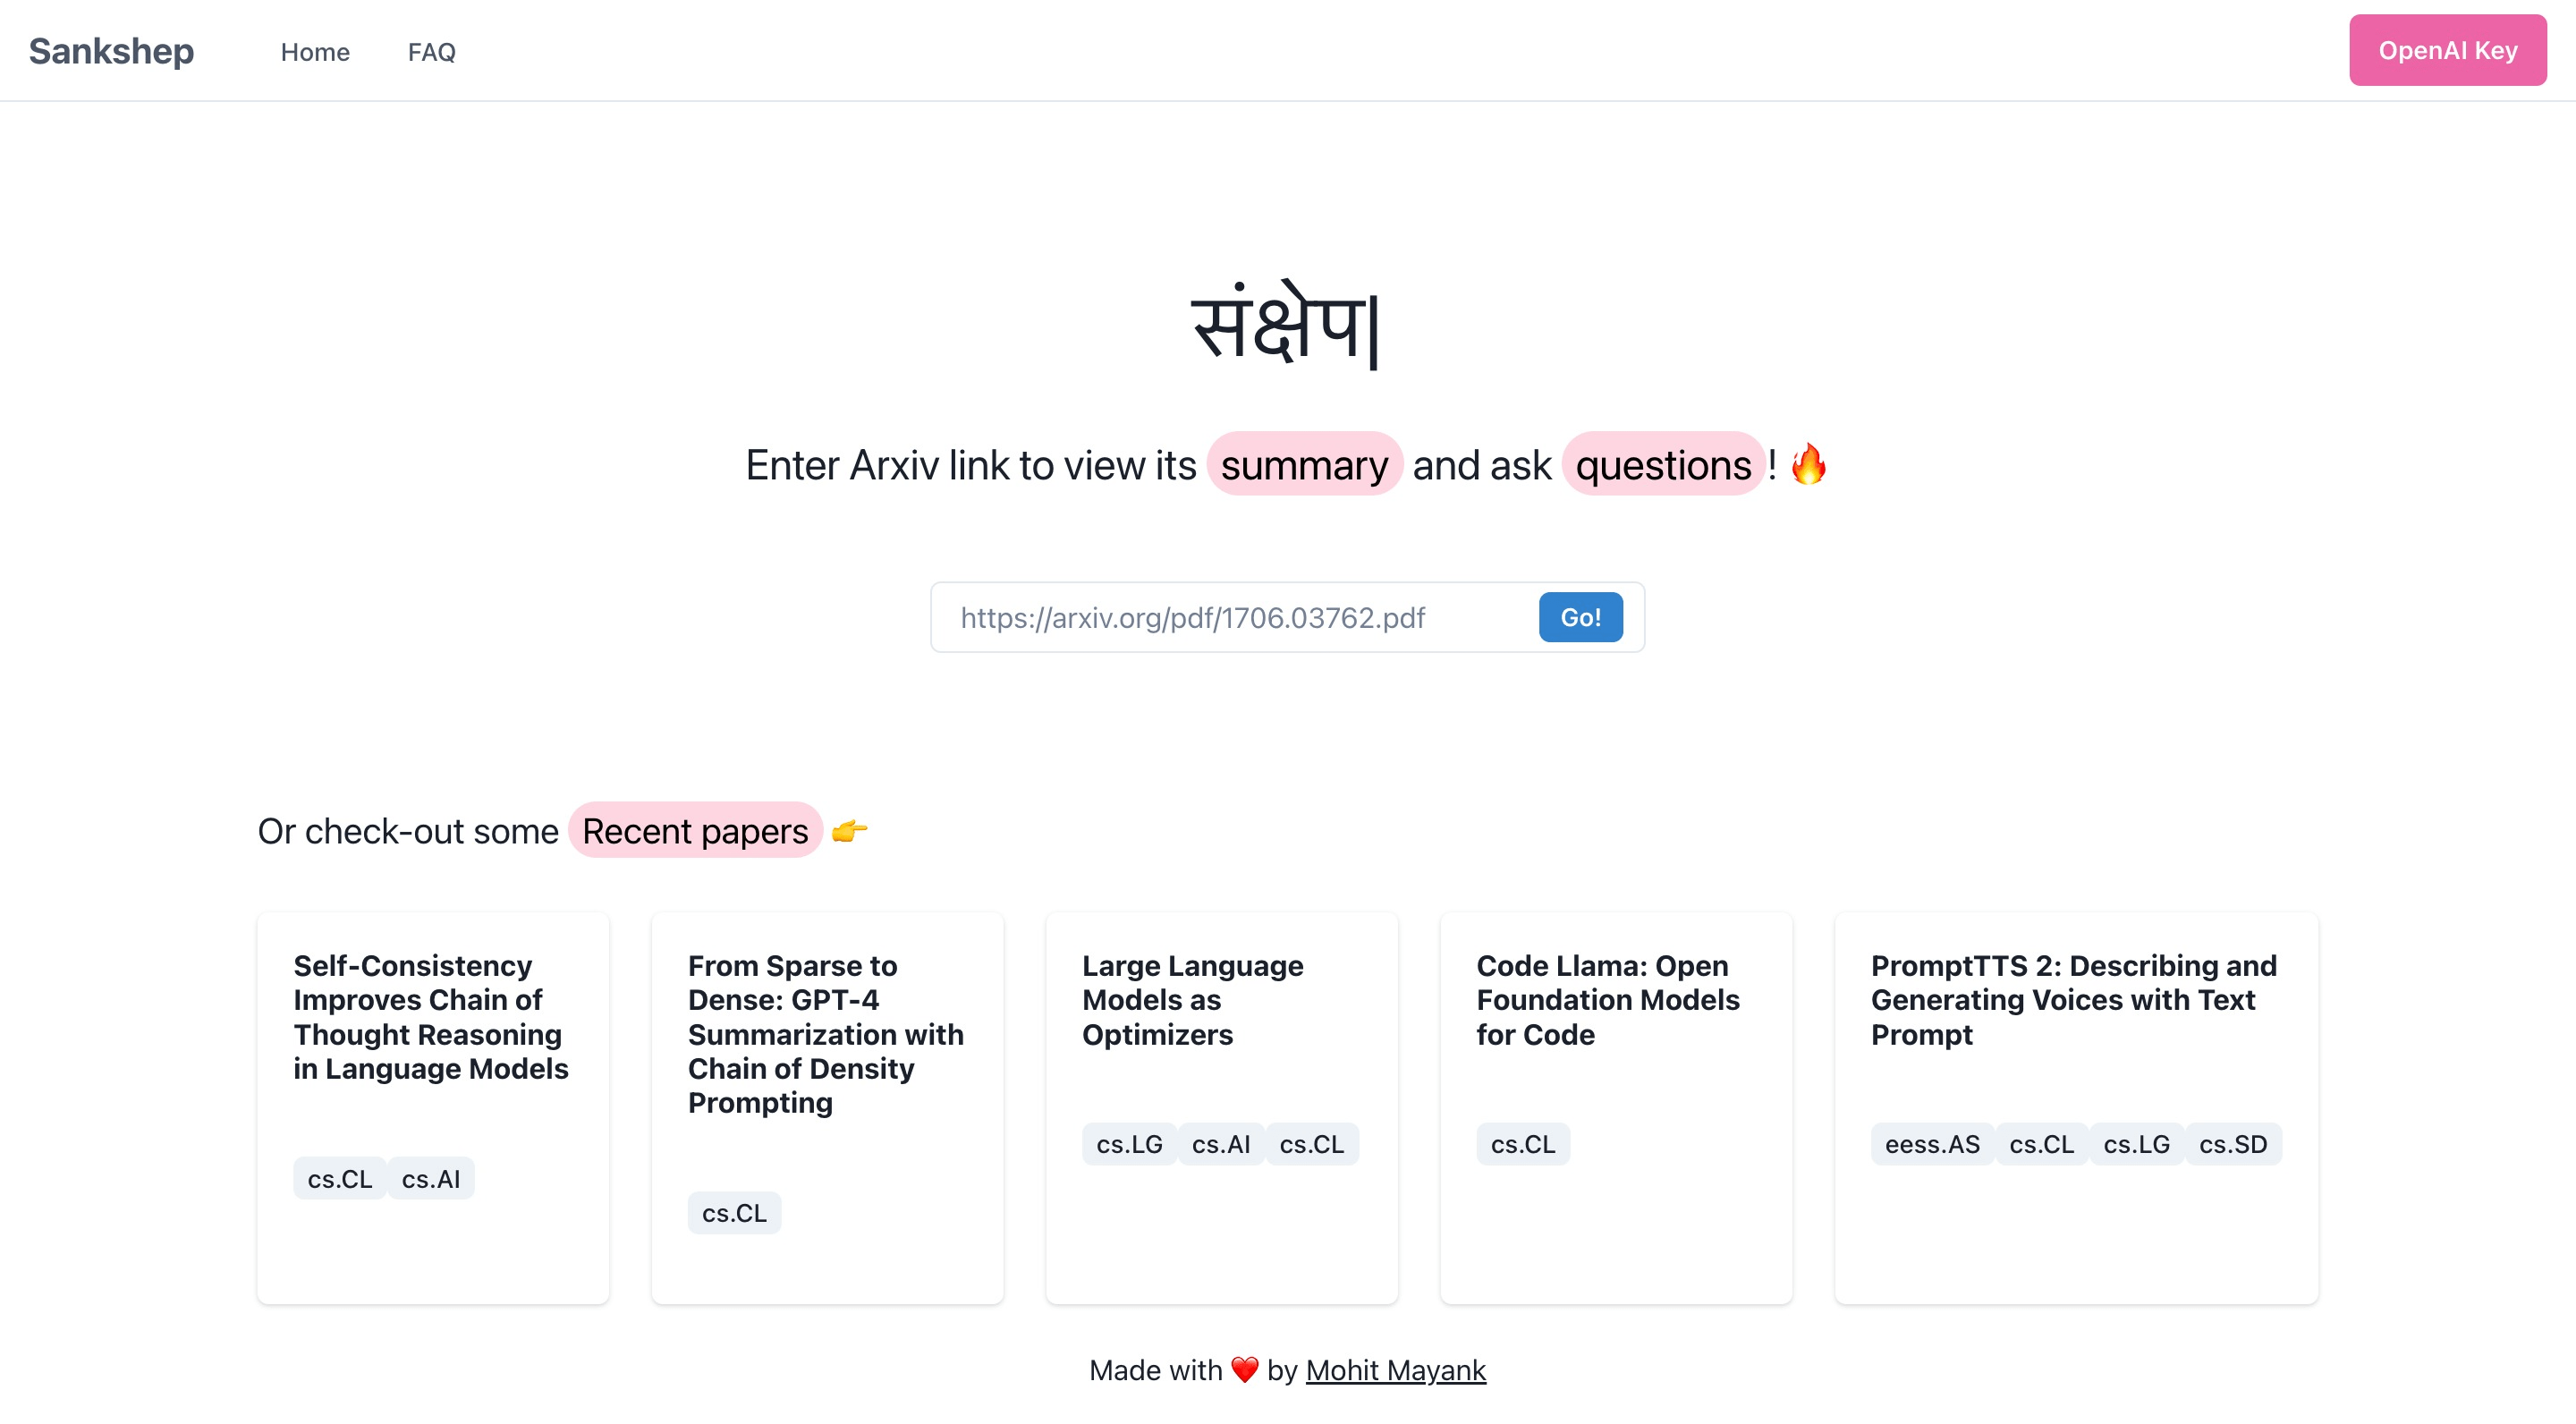 Sankshep Home FAQ OpenAI Key
संक्षेप|
Enter Arxiv link to view its summary and ask questions! 🔥
https://arxiv.org/pdf/1706.03762.pdf Go!
Or check-out some Recent papers 👉
Self-Consistency
Improves Chain of
Thought Reasoning
in Language Models
cs.CL cs.AI
From Sparse to
Dense: GPT-4
Summarization with
Chain of Density
Prompting
cs.CL
Large Language
Models as
Optimizers
cs.LG cs.AI cs.CL
Code Llama: Open
Foundation Models
for Code
cs.CL
PromptTTS 2: Describing and
Generating Voices with Text
Prompt
eess.AS cs.CL cs.LG cs.SD
Made with ❤️ by Mohit Mayank